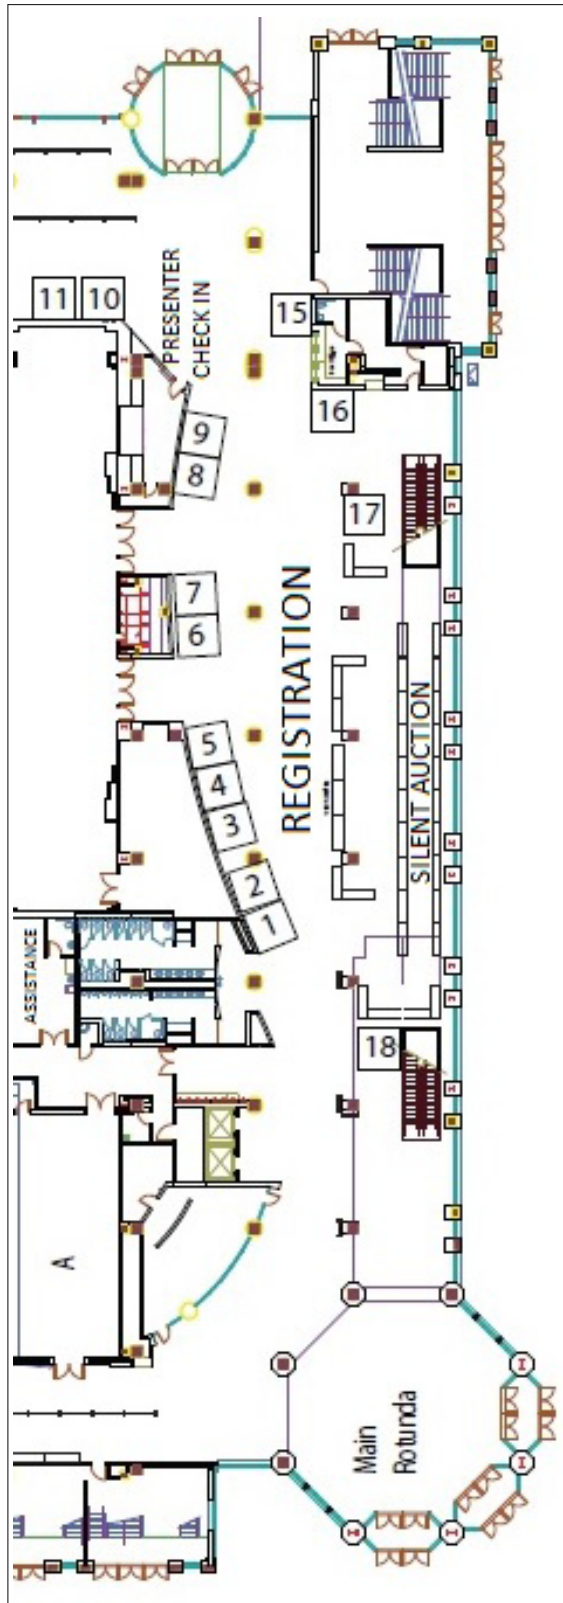 PRESENTER
CHECK IN
11
10
15
16
9
8
17
7
6
REGISTRATION
5
4
3
2
1
SILENT AUCTION
ASSISTANCE
18
A
Main
Rotunda